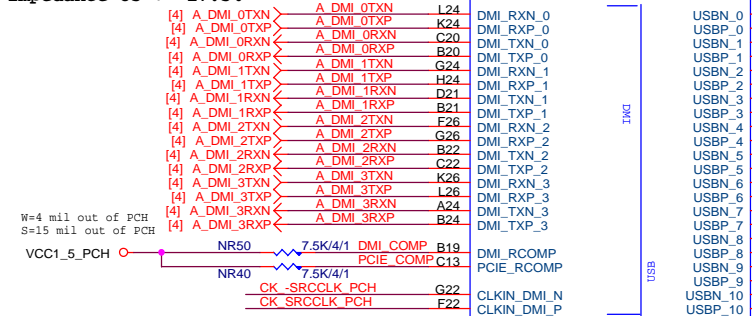 [4] A_DMI_0TXN A_DMI_0TXN L24 DMI_RXN_0 USBN_0
[4] A_DMI_0TXP A_DMI_0TXP K24 DMI_RXP_0 USBP_0
[4] A_DMI_0RXN A_DMI_0RXN C20 DMI_TXN_0 USBN_1
[4] A_DMI_0RXP A_DMI_0RXP B20 DMI_TXP_0 USBP_1
[4] A_DMI_1TXN A_DMI_1TXN G24 DMI_RXN_1 USBN_2
[4] A_DMI_1TXP A_DMI_1TXP H24 DMI_RXP_1 USBP_2
[4] A_DMI_1RXN A_DMI_1RXN D21 DMI_TXN_1 USBN_3
[4] A_DMI_1RXP A_DMI_1RXP B21 DMI_TXP_1 USBP_3
[4] A_DMI_2TXN A_DMI_2TXN F26 DMI_RXN_2 USBN_4
[4] A_DMI_2TXP A_DMI_2TXP G26 DMI_RXP_2 USBP_4
[4] A_DMI_2RXN A_DMI_2RXN B22 DMI_TXN_2 USBN_5
[4] A_DMI_2RXP A_DMI_2RXP C22 DMI_TXP_2 USBP_5
[4] A_DMI_3TXN A_DMI_3TXN K26 DMI_RXN_3 USBN_6
[4] A_DMI_3TXP A_DMI_3TXP L26 DMI_RXP_3 USBP_6
[4] A_DMI_3RXN A_DMI_3RXN A24 DMI_TXN_3 USBN_7
[4] A_DMI_3RXP A_DMI_3RXP B24 DMI_TXP_3 USBP_7
DMI
W=4 mil out of PCH
S=15 mil out of PCH
USBN_8
VCC1_5_PCH NR50 7.5K/4/1 DMI_COMP B19 DMI_RCOMP USBP_8
NR40 7.5K/4/1 PCIE_COMP C13 PCIE_RCOMP USBN_9
USB
USBP_9
CK_-SRCCLK_PCH G22 CLKIN_DMI_N USBN_10
CK_SRCCLK_PCH F22 CLKIN_DMI_P USBP_10